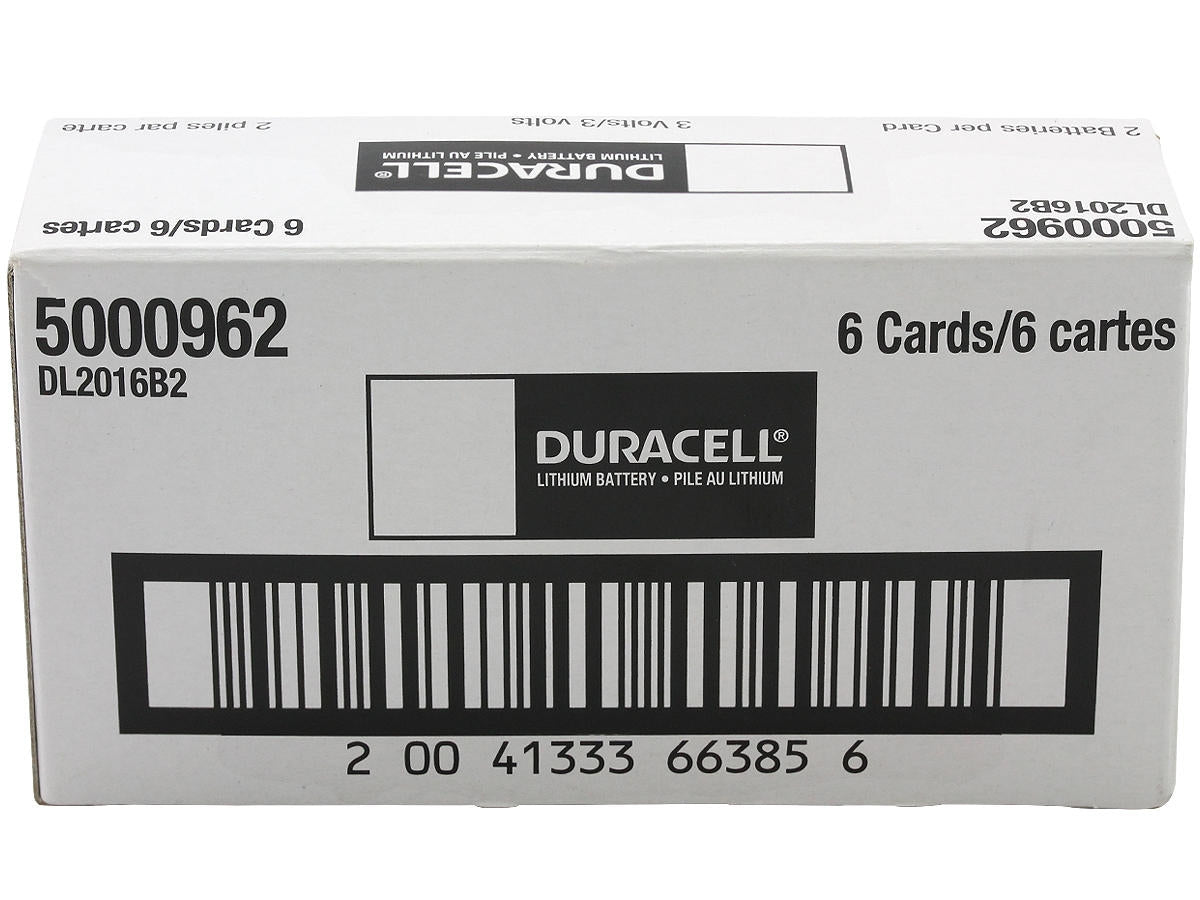 2 piles par carte
3 Volts/3 volts
2 Batteries per Card
DURACELL®
LITHIUM BATTERY • PILE AU LITHIUM
6 Cards/6 cartes
5000962
DL2016B2
5000962
DL2016B2
6 Cards/6 cartes
DURACELL®
LITHIUM BATTERY • PILE AU LITHIUM
2 00 41333 66385 6